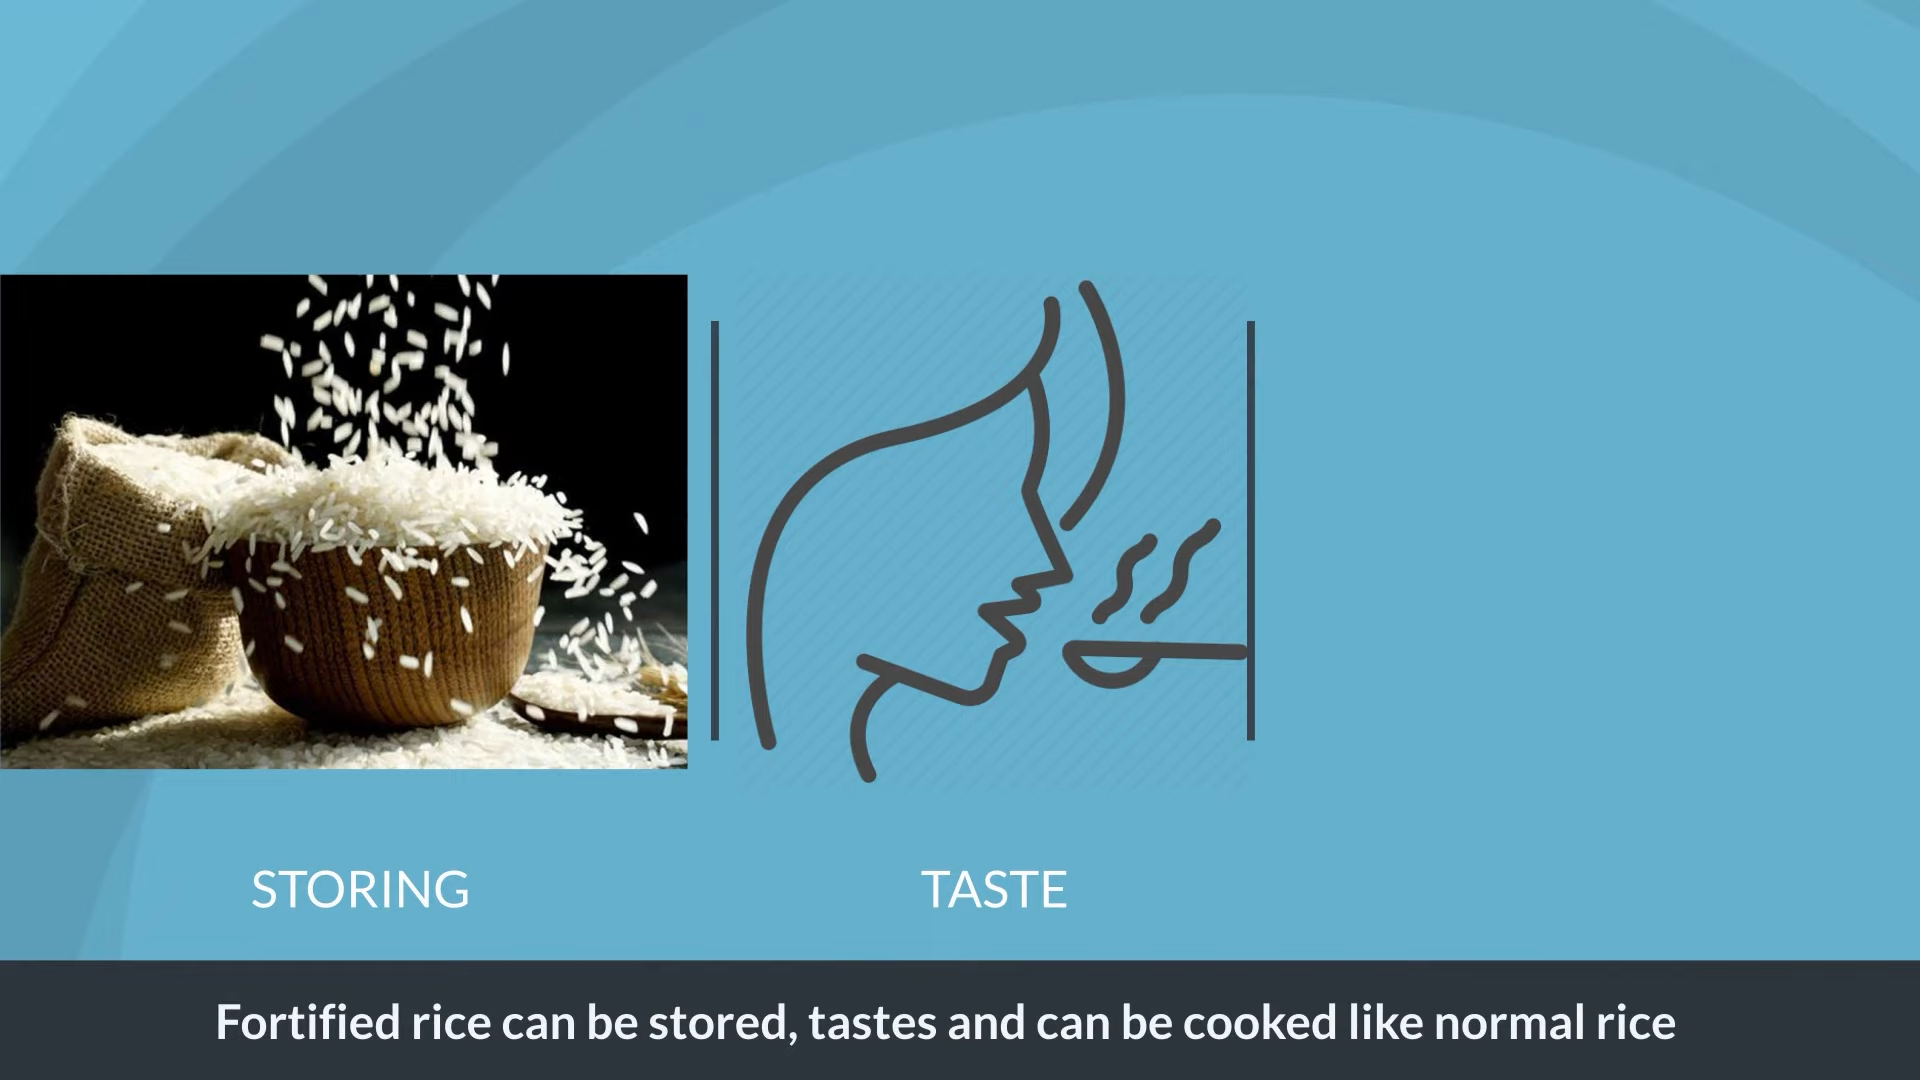 STORING
TASTE
Fortified rice can be stored, tastes and can be cooked like normal rice